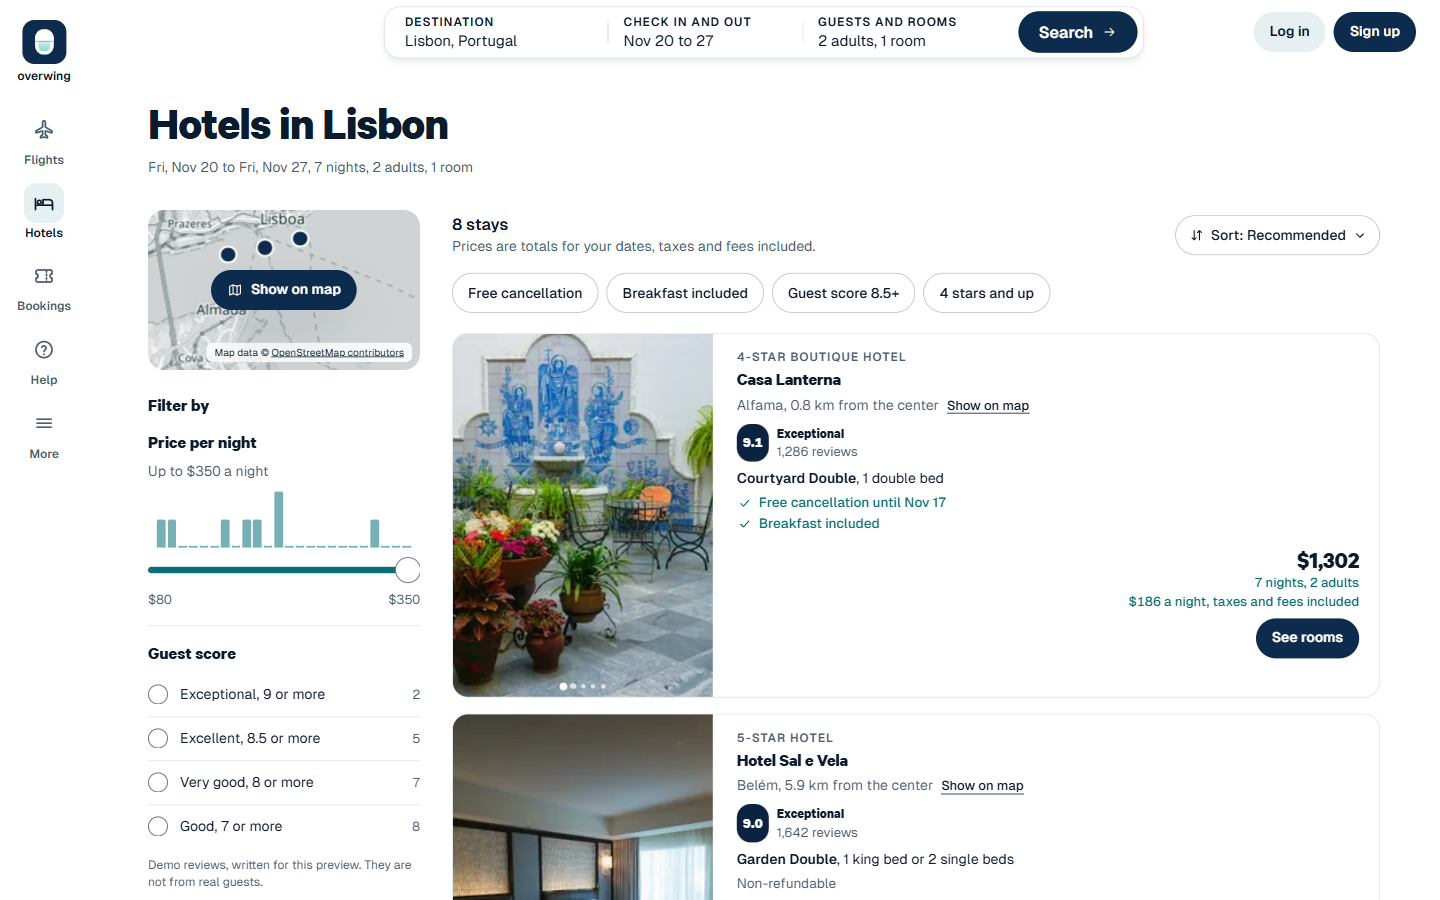 overwing
Flights
Hotels
Bookings
Help
More
DESTINATION
Lisbon, Portugal
CHECK IN AND OUT
Nov 20 to 27
GUESTS AND ROOMS
2 adults, 1 room
Search
Log in
Sign up
Hotels in Lisbon
Fri, Nov 20 to Fri, Nov 27, 7 nights, 2 adults, 1 room
Prazeres
Lisboa
Show on map
Almada
Cova
Map data © OpenStreetMap contributors
Filter by
Price per night
Up to $350 a night
$80
$350
Guest score
Exceptional, 9 or more 2
Excellent, 8.5 or more 5
Very good, 8 or more 7
Good, 7 or more 8
Demo reviews, written for this preview. They are
not from real guests.
8 stays
Prices are totals for your dates, taxes and fees included.
Sort: Recommended
Free cancellation
Breakfast included
Guest score 8.5+
4 stars and up
4-STAR BOUTIQUE HOTEL
Casa Lanterna
Alfama, 0.8 km from the center Show on map
9.1
Exceptional
1,286 reviews
Courtyard Double, 1 double bed
Free cancellation until Nov 17
Breakfast included
$1,302
7 nights, 2 adults
$186 a night, taxes and fees included
See rooms
5-STAR HOTEL
Hotel Sal e Vela
Belém, 5.9 km from the center Show on map
9.0
Exceptional
1,642 reviews
Garden Double, 1 king bed or 2 single beds
Non-refundable